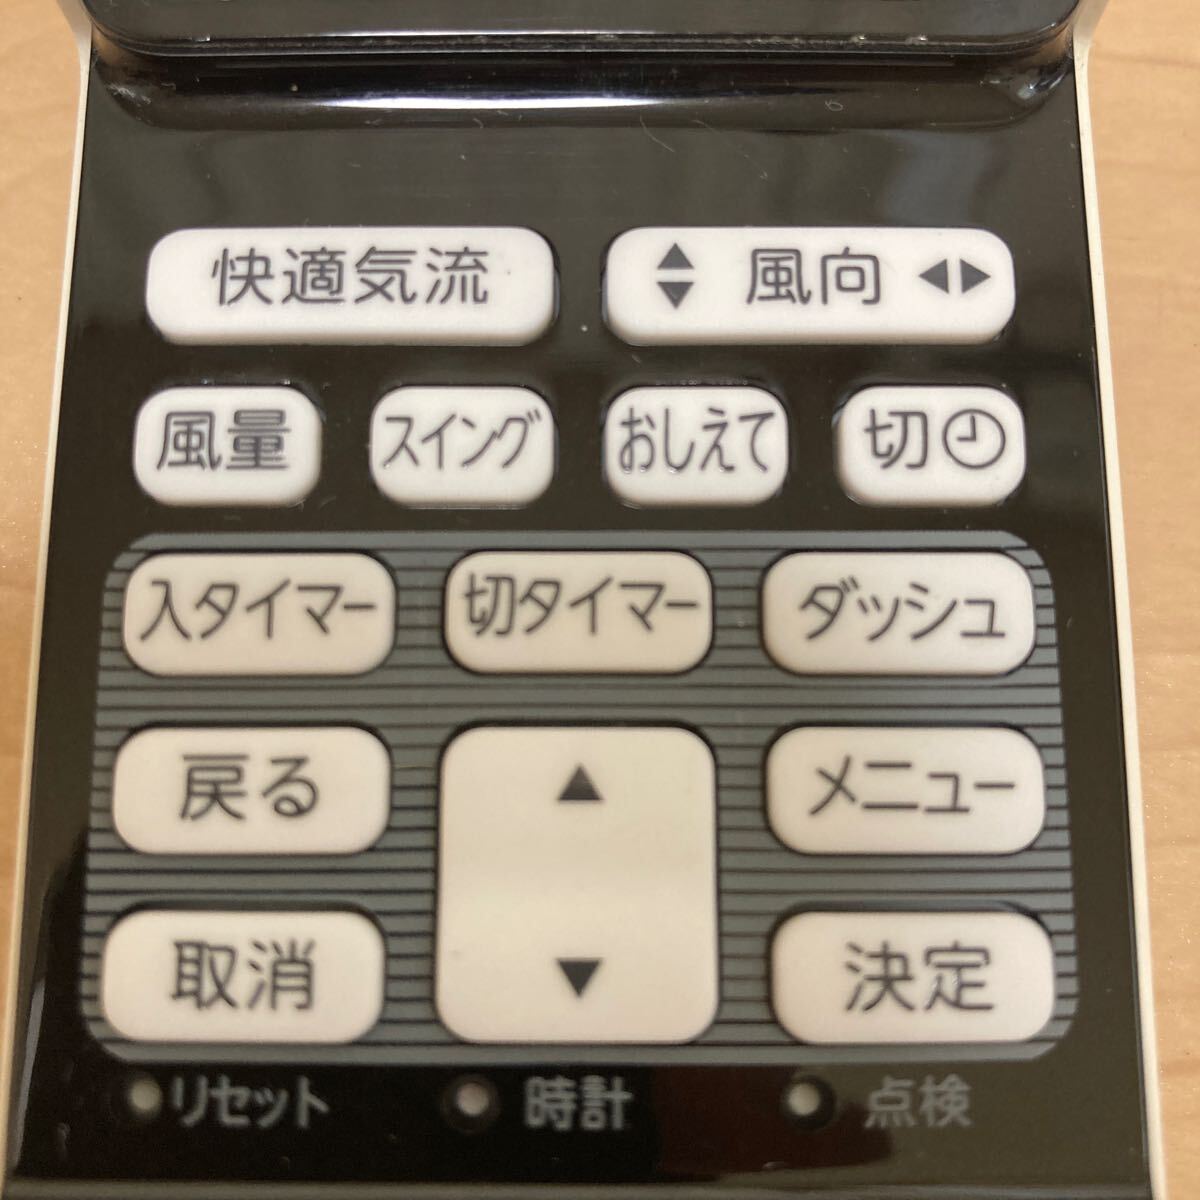 快適気流 ▲▼ 風向 ◀▶
風量 スイング おしえて 切🕘
入タイマー 切タイマー ダッシュ
戻る ▲ メニュー
取消 ▼ 決定
リセット 時計 点検